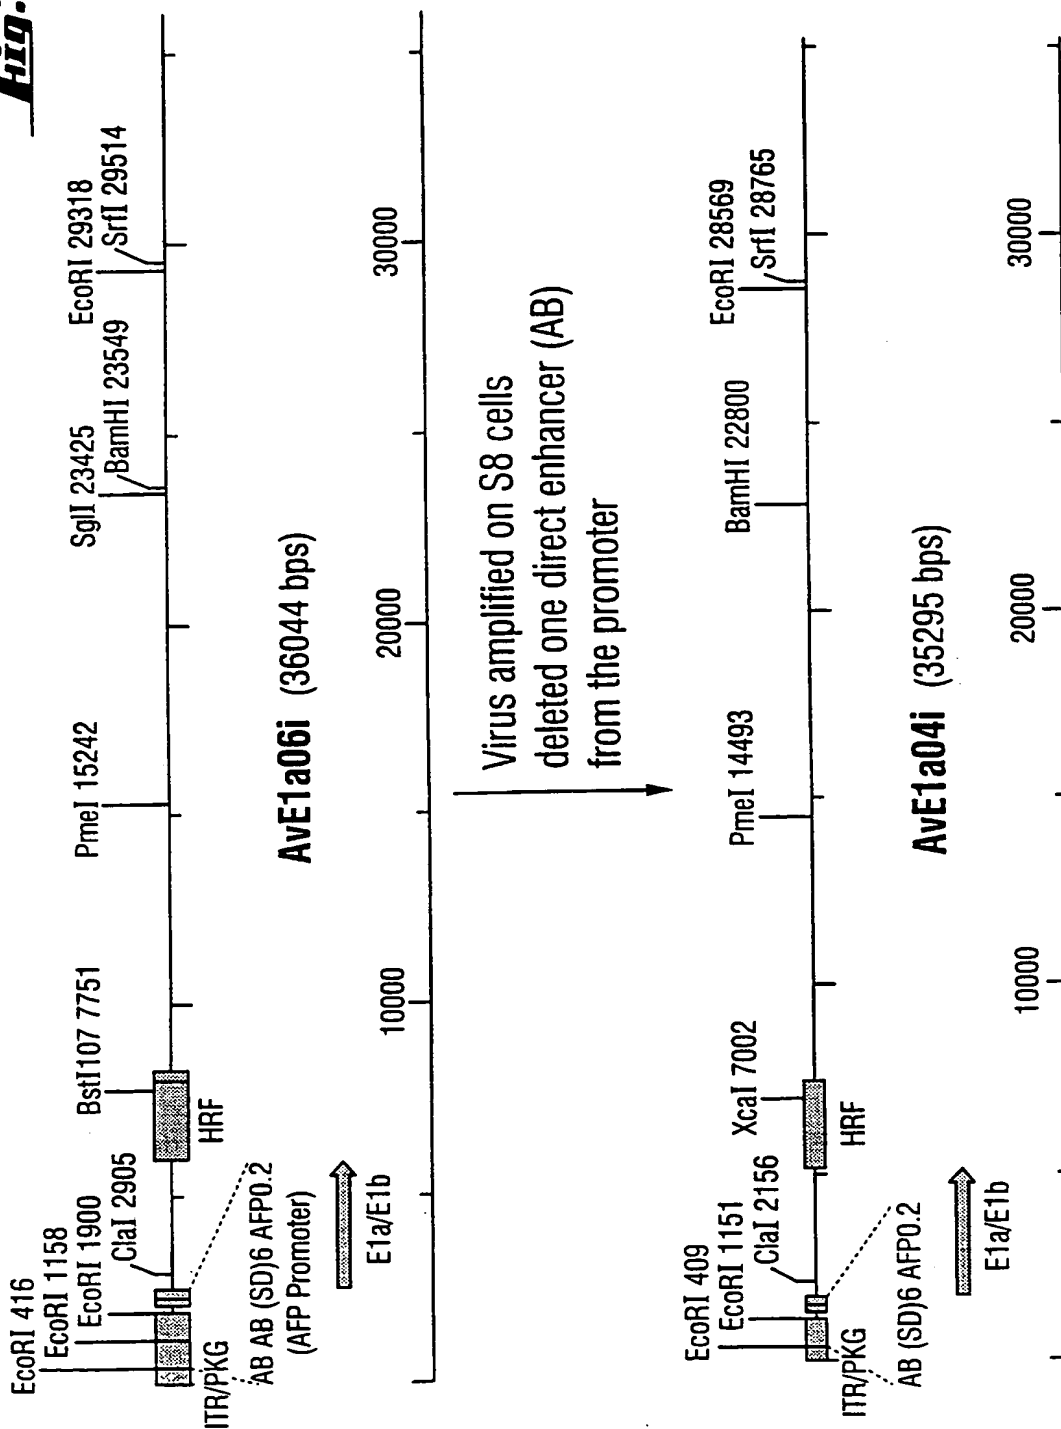 Fig.
EcoRI 416
EcoRI 1158
EcoRI 1900
ClaI 2905
BstI107 7751
PmeI 15242
SglI 23425
BamHI 23549
EcoRI 29318
SrfI 29514
ITR/PKG
AB AB (SD)6 AFP0.2
(AFP Promoter)
HRF
E1a/E1b
AvE1a06i (36044 bps)
10000
20000
30000
Virus amplified on S8 cells
deleted one direct enhancer (AB)
from the promoter
EcoRI 409
EcoRI 1151
ClaI 2156
XcaI 7002
PmeI 14493
BamHI 22800
EcoRI 28569
SrfI 28765
ITR/PKG
AB (SD)6 AFP0.2
HRF
E1a/E1b
AvE1a04i (35295 bps)
10000
20000
30000